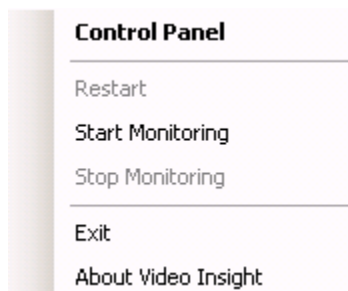 Control Panel
Restart
Start Monitoring
Stop Monitoring
Exit
About Video Insight